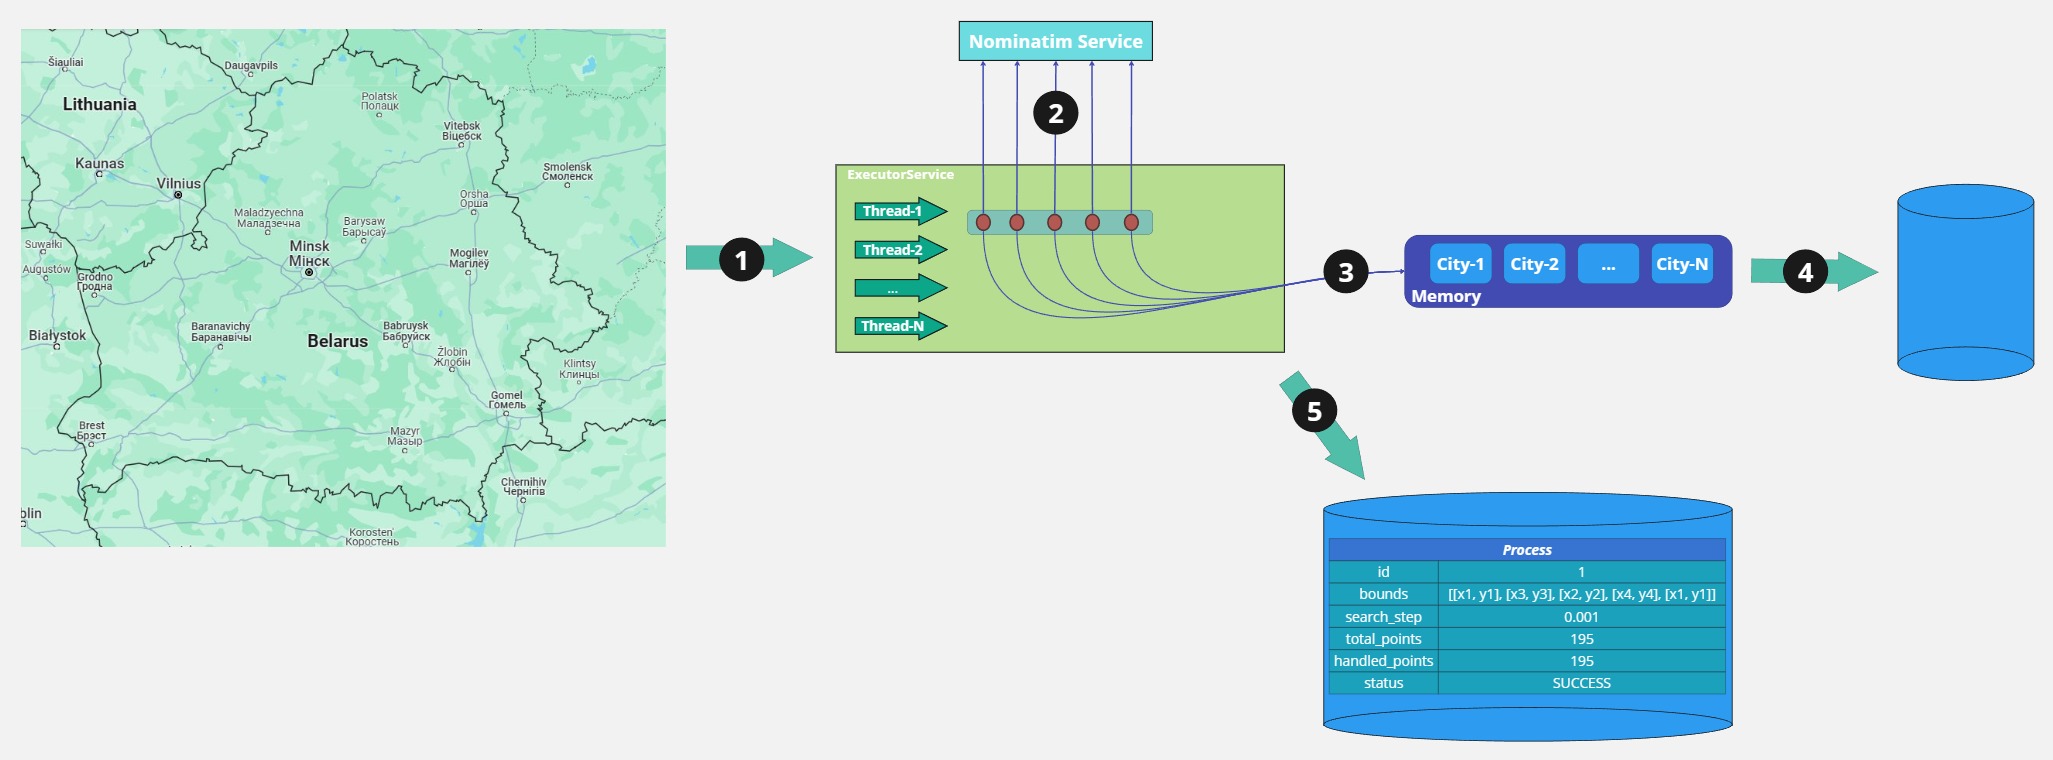 Šiauliai
Daugavpils
Lithuania
Polatsk
Полацк
Vitebsk
Віцебск
Kaunas
Vilnius
Smolensk
Смоленск
Orsha
Орша
Maladzyechna
Маладзечна
Barysaw
Барысаў
Suwałki
Minsk
Мінск
Mogilev
Магілёў
Augustów
Grodno
Гродна
Białystok
Baranavichy
Баранавічы
Belarus
Babruysk
Бабруйск
Žlobin
Жлобін
Klintsy
Клинцы
Gomel
Гомель
Brest
Брэст
Mazyr
Мазыр
Chernihiv
Чернігів
blin
Korosten'
Коростень
1
Nominatim Service
2
ExecutorService
Thread-1
Thread-2
...
Thread-N
3
City-1 City-2 ... City-N
Memory
4
5
Process
id 1
bounds [[x1, y1], [x3, y3], [x2, y2], [x4, y4], [x1, y1]]
search_step 0.001
total_points 195
handled_points 195
status SUCCESS